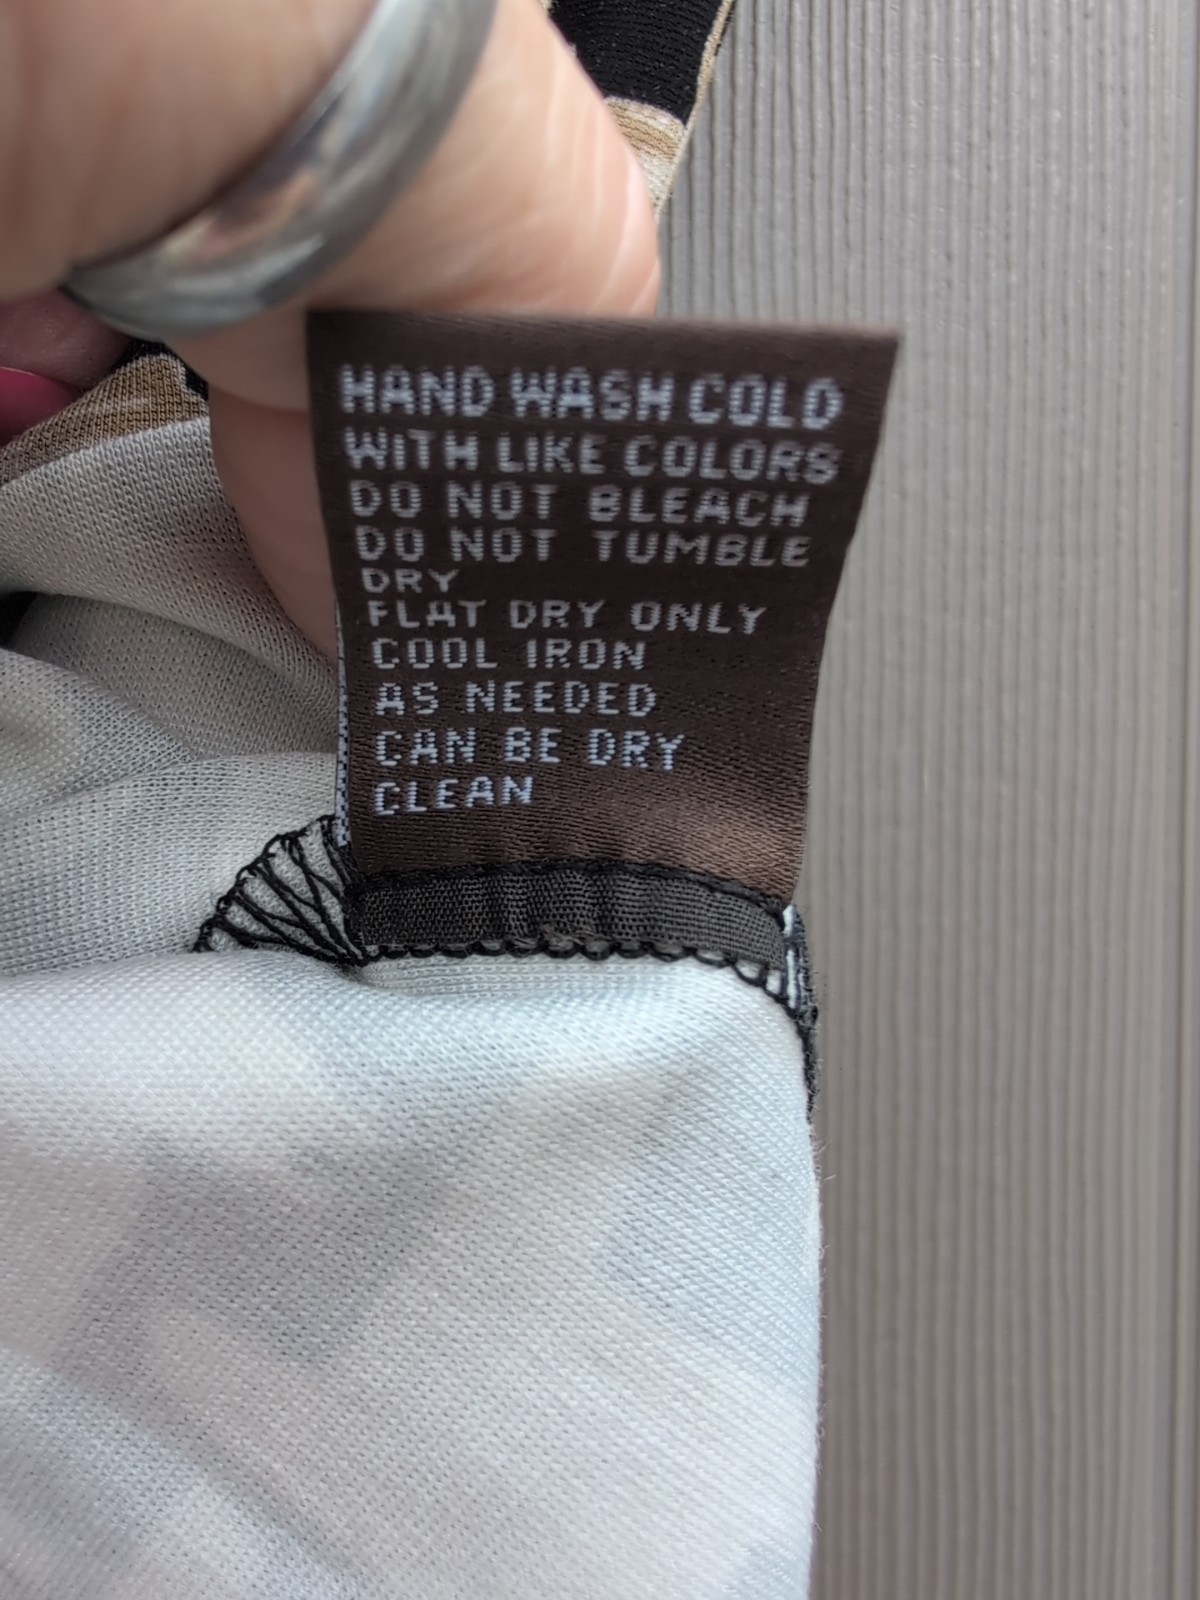 HAND WASH COLD
WITH LIKE COLORS
DO NOT BLEACH
DO NOT TUMBLE
DRY
FLAT DRY ONLY
COOL IRON
AS NEEDED
CAN BE DRY
CLEAN